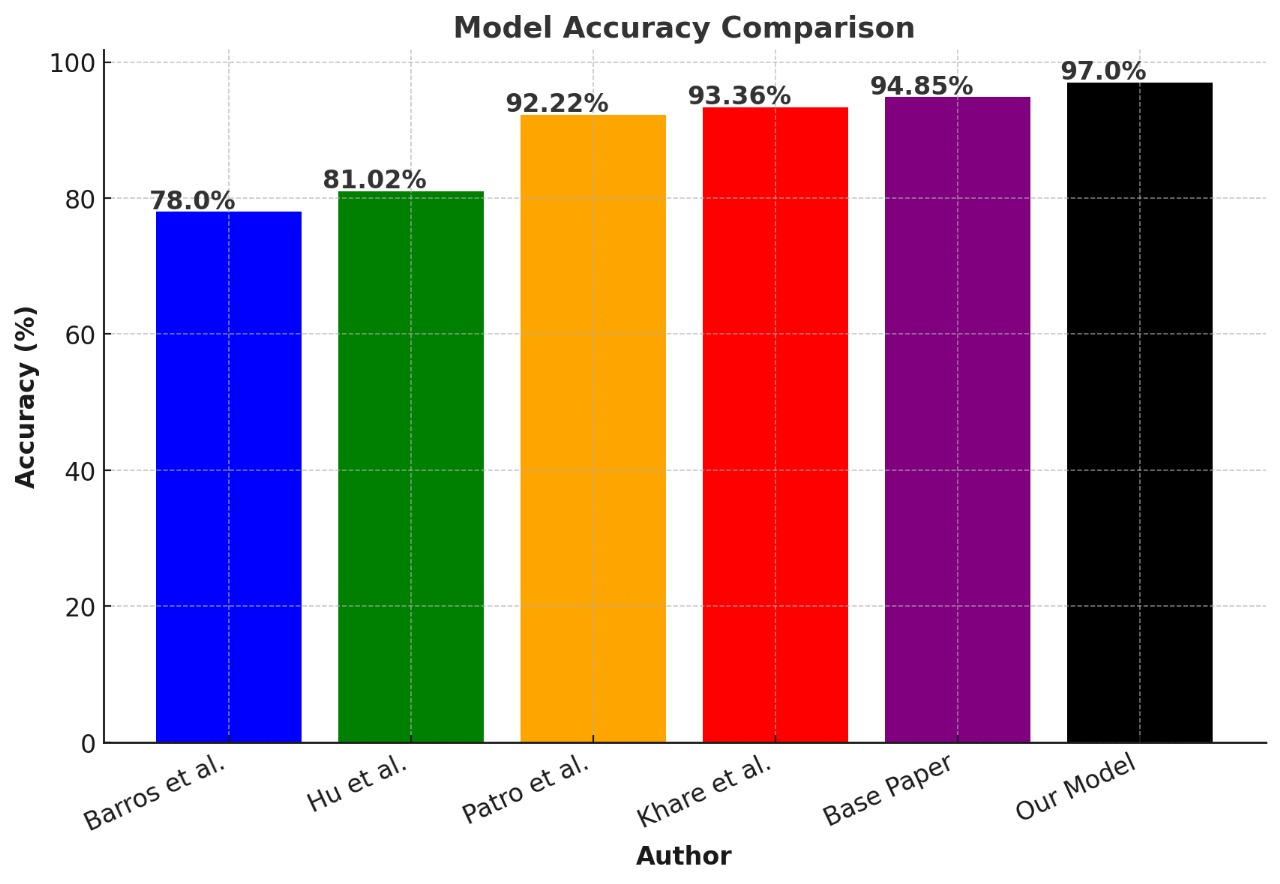 Model Accuracy Comparison
100
80
60
40
20
0
Accuracy (%)
78.0%
81.02%
92.22%
93.36%
94.85%
97.0%
Barros et al.
Hu et al.
Patro et al.
Khare et al.
Base Paper
Our Model
Author